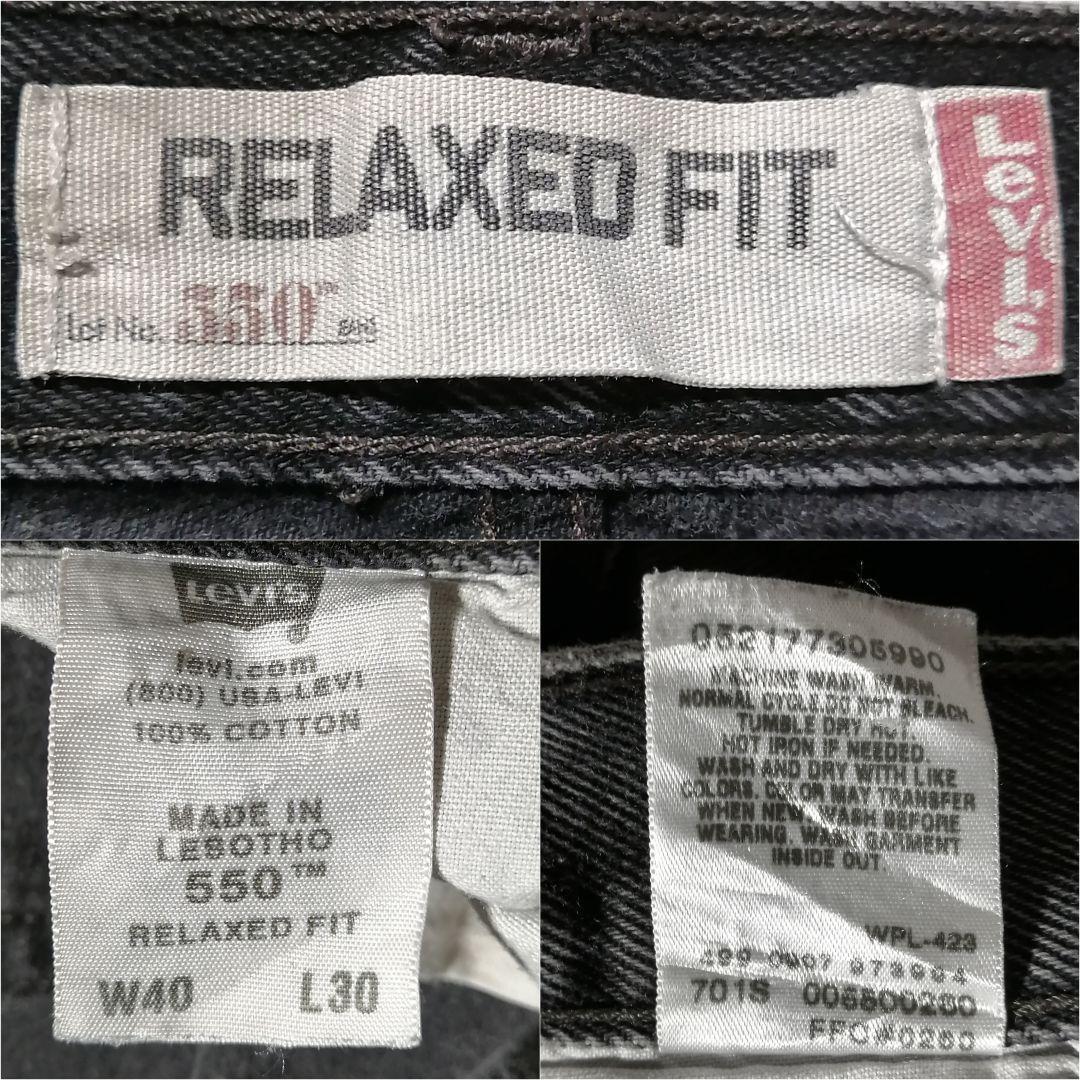 RELAXED FIT
Lot No. 550™ JEANS
Levi's
Levi's
levi.com
(800) USA-LEVI
100% COTTON
MADE IN
LESOTHO
550™
RELAXED FIT
W40 L30
052177305990
MACHINE WASH WARM.
NORMAL CYCLE. DO NOT BLEACH.
TUMBLE DRY HOT.
HOT IRON IF NEEDED.
WASH AND DRY WITH LIKE
COLORS. COLOR MAY TRANSFER
WHEN NEW. WASH BEFORE
WEARING. WASH GARMENT
INSIDE OUT.
WPL-423
701S